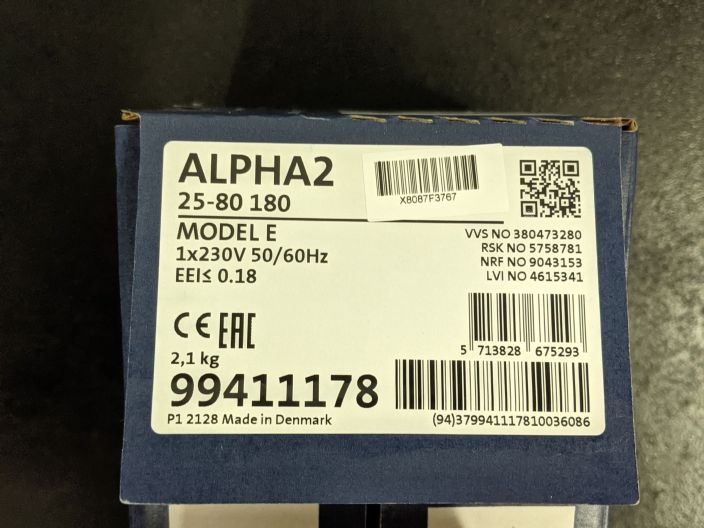 ALPHA2
25-80 180
X8087F3767
MODEL E
1x230V 50/60Hz
EEI≤ 0.18
VVS NO 380473280
RSK NO 5758781
NRF NO 9043153
LVI NO 4615341
CE EAC
2,1 kg
5 713828 675293
99411178
P1 2128 Made in Denmark
(94)379941117810036086